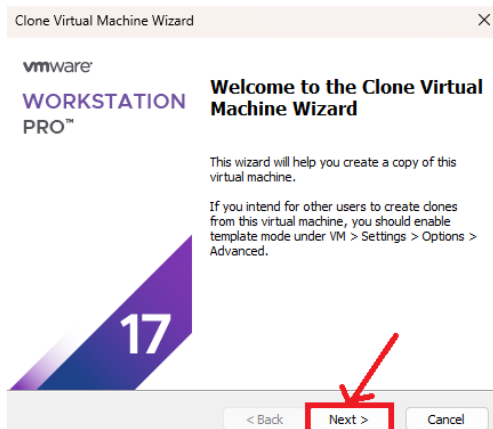 Clone Virtual Machine Wizard
vmware
WORKSTATION
PRO™
17
Welcome to the Clone Virtual
Machine Wizard
This wizard will help you create a copy of this
virtual machine.
If you intend for other users to create clones
from this virtual machine, you should enable
template mode under VM > Settings > Options >
Advanced.
< Back
Next >
Cancel